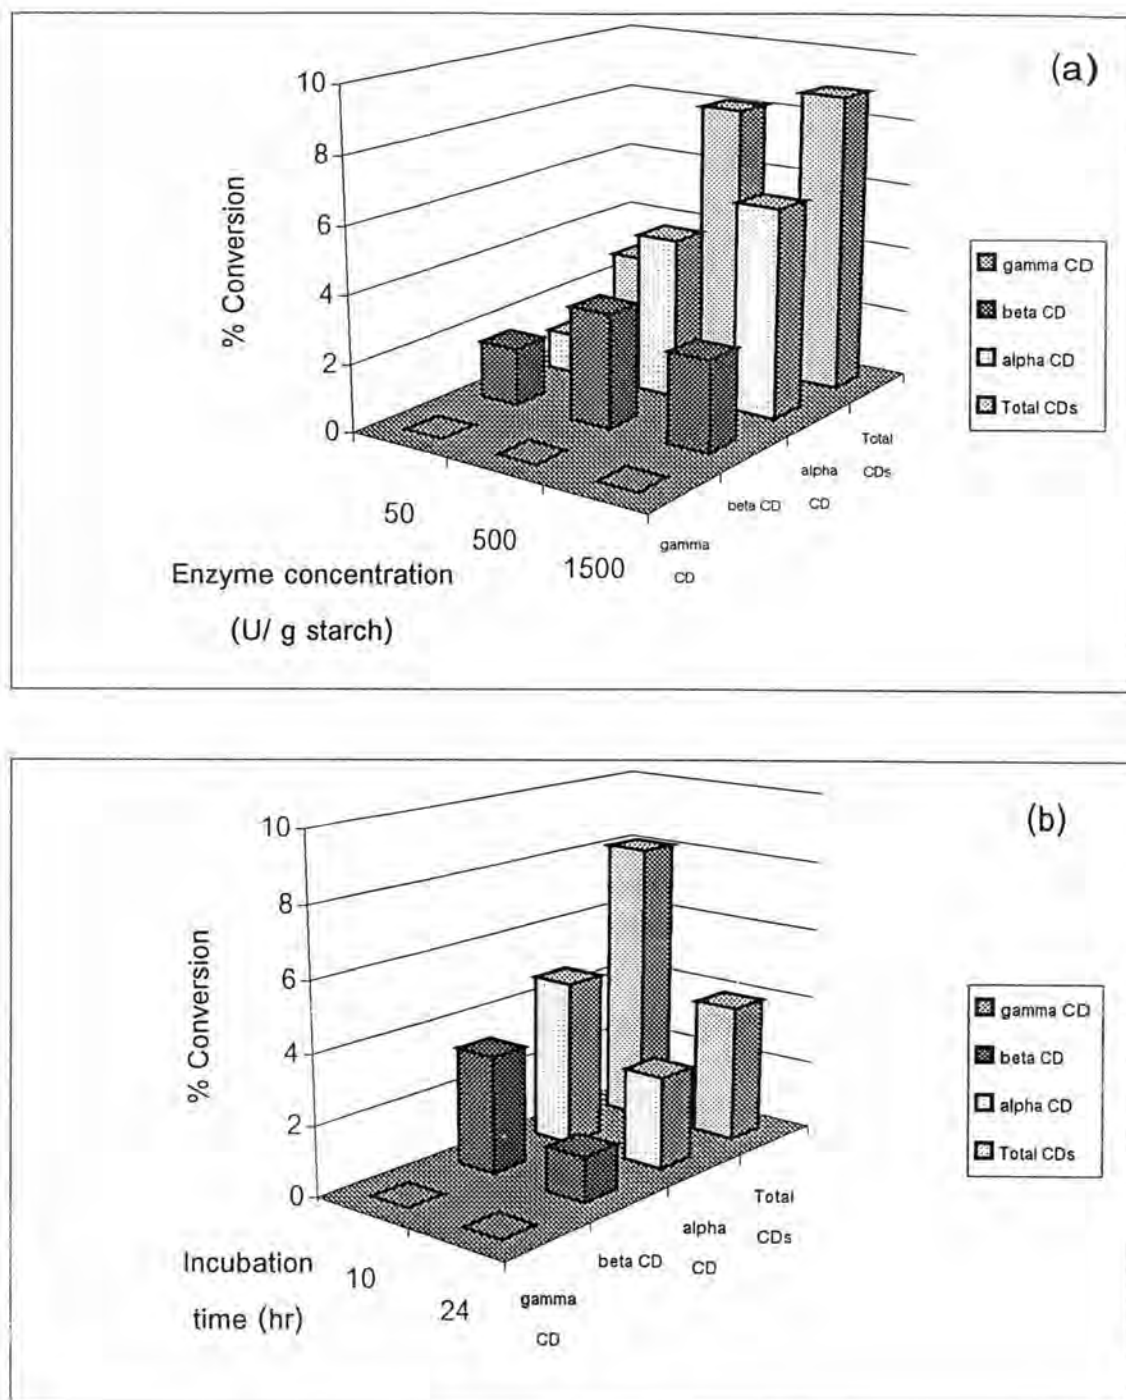 (a)
10
8
6
4
2
0
% Conversion
50
500
1500
Enzyme concentration
(U/ g starch)
gamma
CD
beta CD
alpha
CD
Total
CDs
gamma CD
beta CD
alpha CD
Total CDs
(b)
10
8
6
4
2
0
% Conversion
Incubation
time (hr)
10
24
gamma
CD
beta CD
alpha
CD
Total
CDs
gamma CD
beta CD
alpha CD
Total CDs